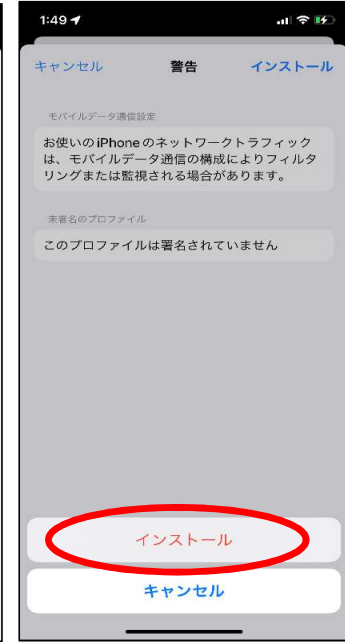 1:49
キャンセル 警告 インストール
モバイルデータ通信設定
お使いのiPhoneのネットワークトラフィック
は、モバイルデータ通信の構成によりフィルタ
リングまたは監視される場合があります。
未署名のプロファイル
このプロファイルは署名されていません
インストール
キャンセル